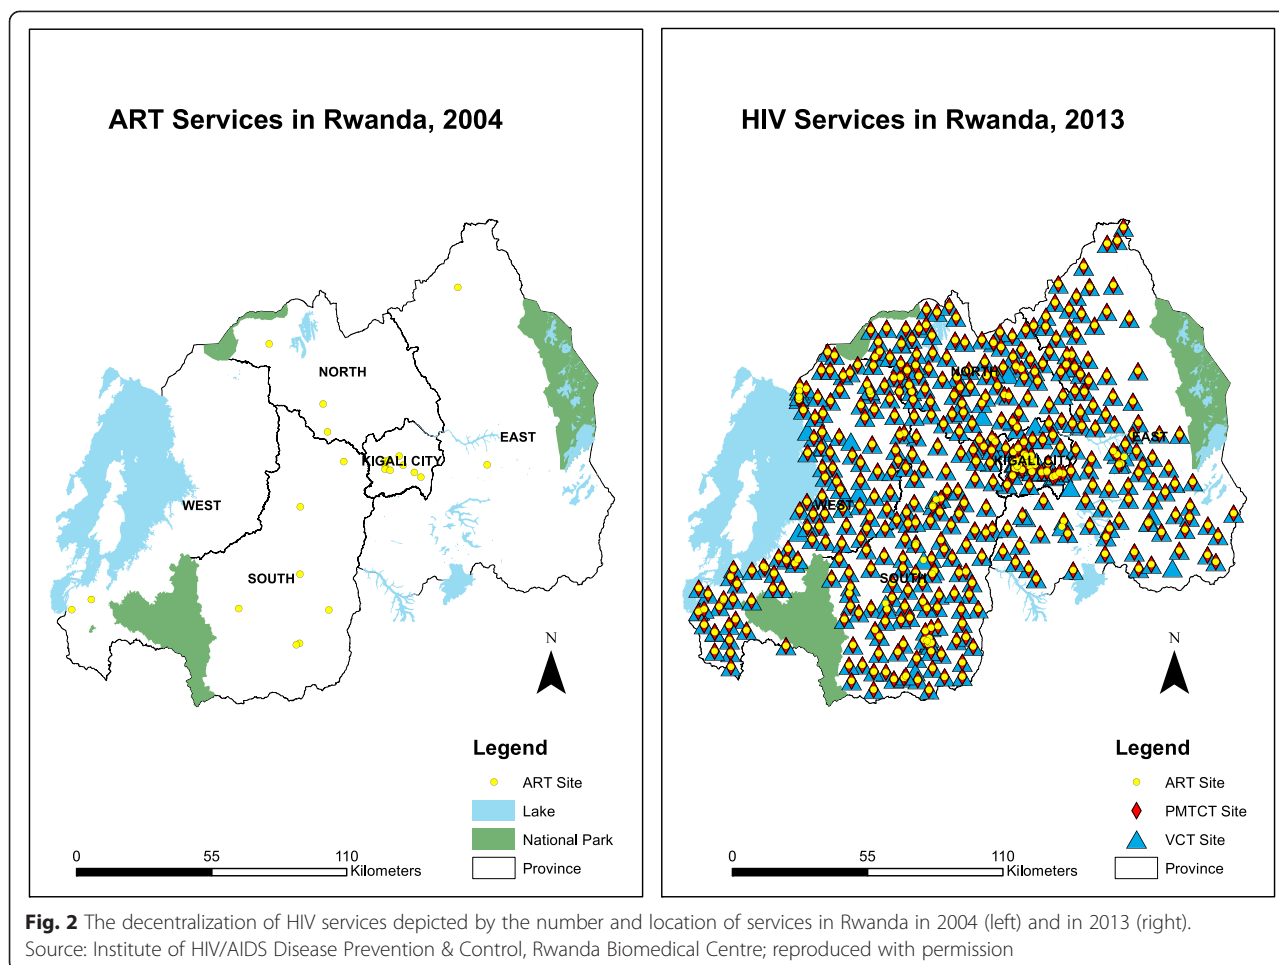 ART Services in Rwanda, 2004
NORTH
EAST
KIGALI CITY
WEST
SOUTH
N
Legend
ART Site
Lake
National Park
Province
0 55 110
Kilometers
HIV Services in Rwanda, 2013
NORTH
EAST
KIGALI CITY
WEST
SOUTH
N
Legend
ART Site
PMTCT Site
VCT Site
Province
0 55 110
Kilometers
Fig. 2 The decentralization of HIV services depicted by the number and location of services in Rwanda in 2004 (left) and in 2013 (right).
Source: Institute of HIV/AIDS Disease Prevention & Control, Rwanda Biomedical Centre; reproduced with permission